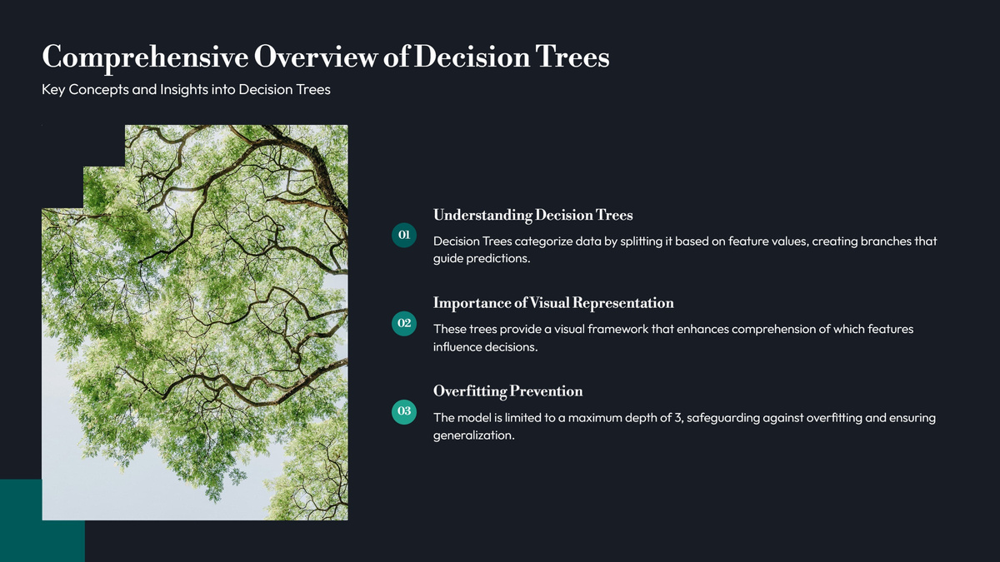 Comprehensive Overview of Decision Trees
Key Concepts and Insights into Decision Trees
01
Understanding Decision Trees
Decision Trees categorize data by splitting it based on feature values, creating branches that
guide predictions.
02
Importance of Visual Representation
These trees provide a visual framework that enhances comprehension of which features
influence decisions.
03
Overfitting Prevention
The model is limited to a maximum depth of 3, safeguarding against overfitting and ensuring
generalization.